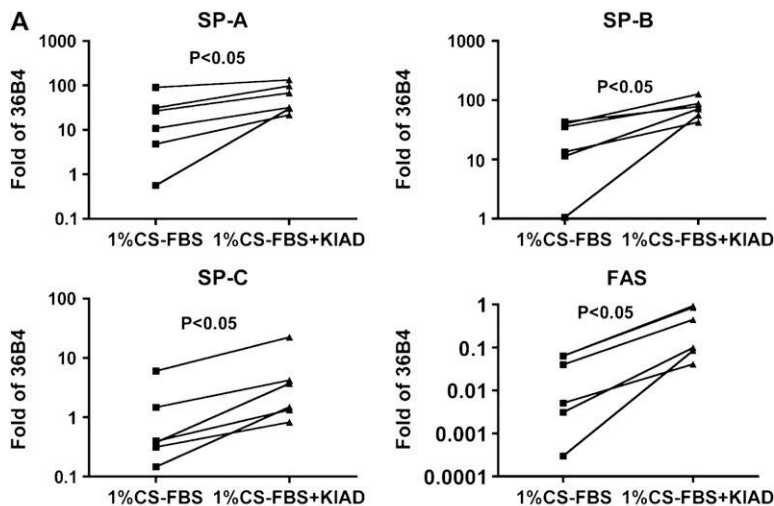 A
SP-A
Fold of 36B4
1000
100
10
1
0.1
P<0.05
1%CS-FBS
1%CS-FBS+KIAD
SP-B
Fold of 36B4
1000
100
10
1
P<0.05
1%CS-FBS
1%CS-FBS+KIAD
SP-C
Fold of 36B4
100
10
1
0.1
P<0.05
1%CS-FBS
1%CS-FBS+KIAD
FAS
Fold of 36B4
1
0.1
0.01
0.001
0.0001
P<0.05
1%CS-FBS
1%CS-FBS+KIAD